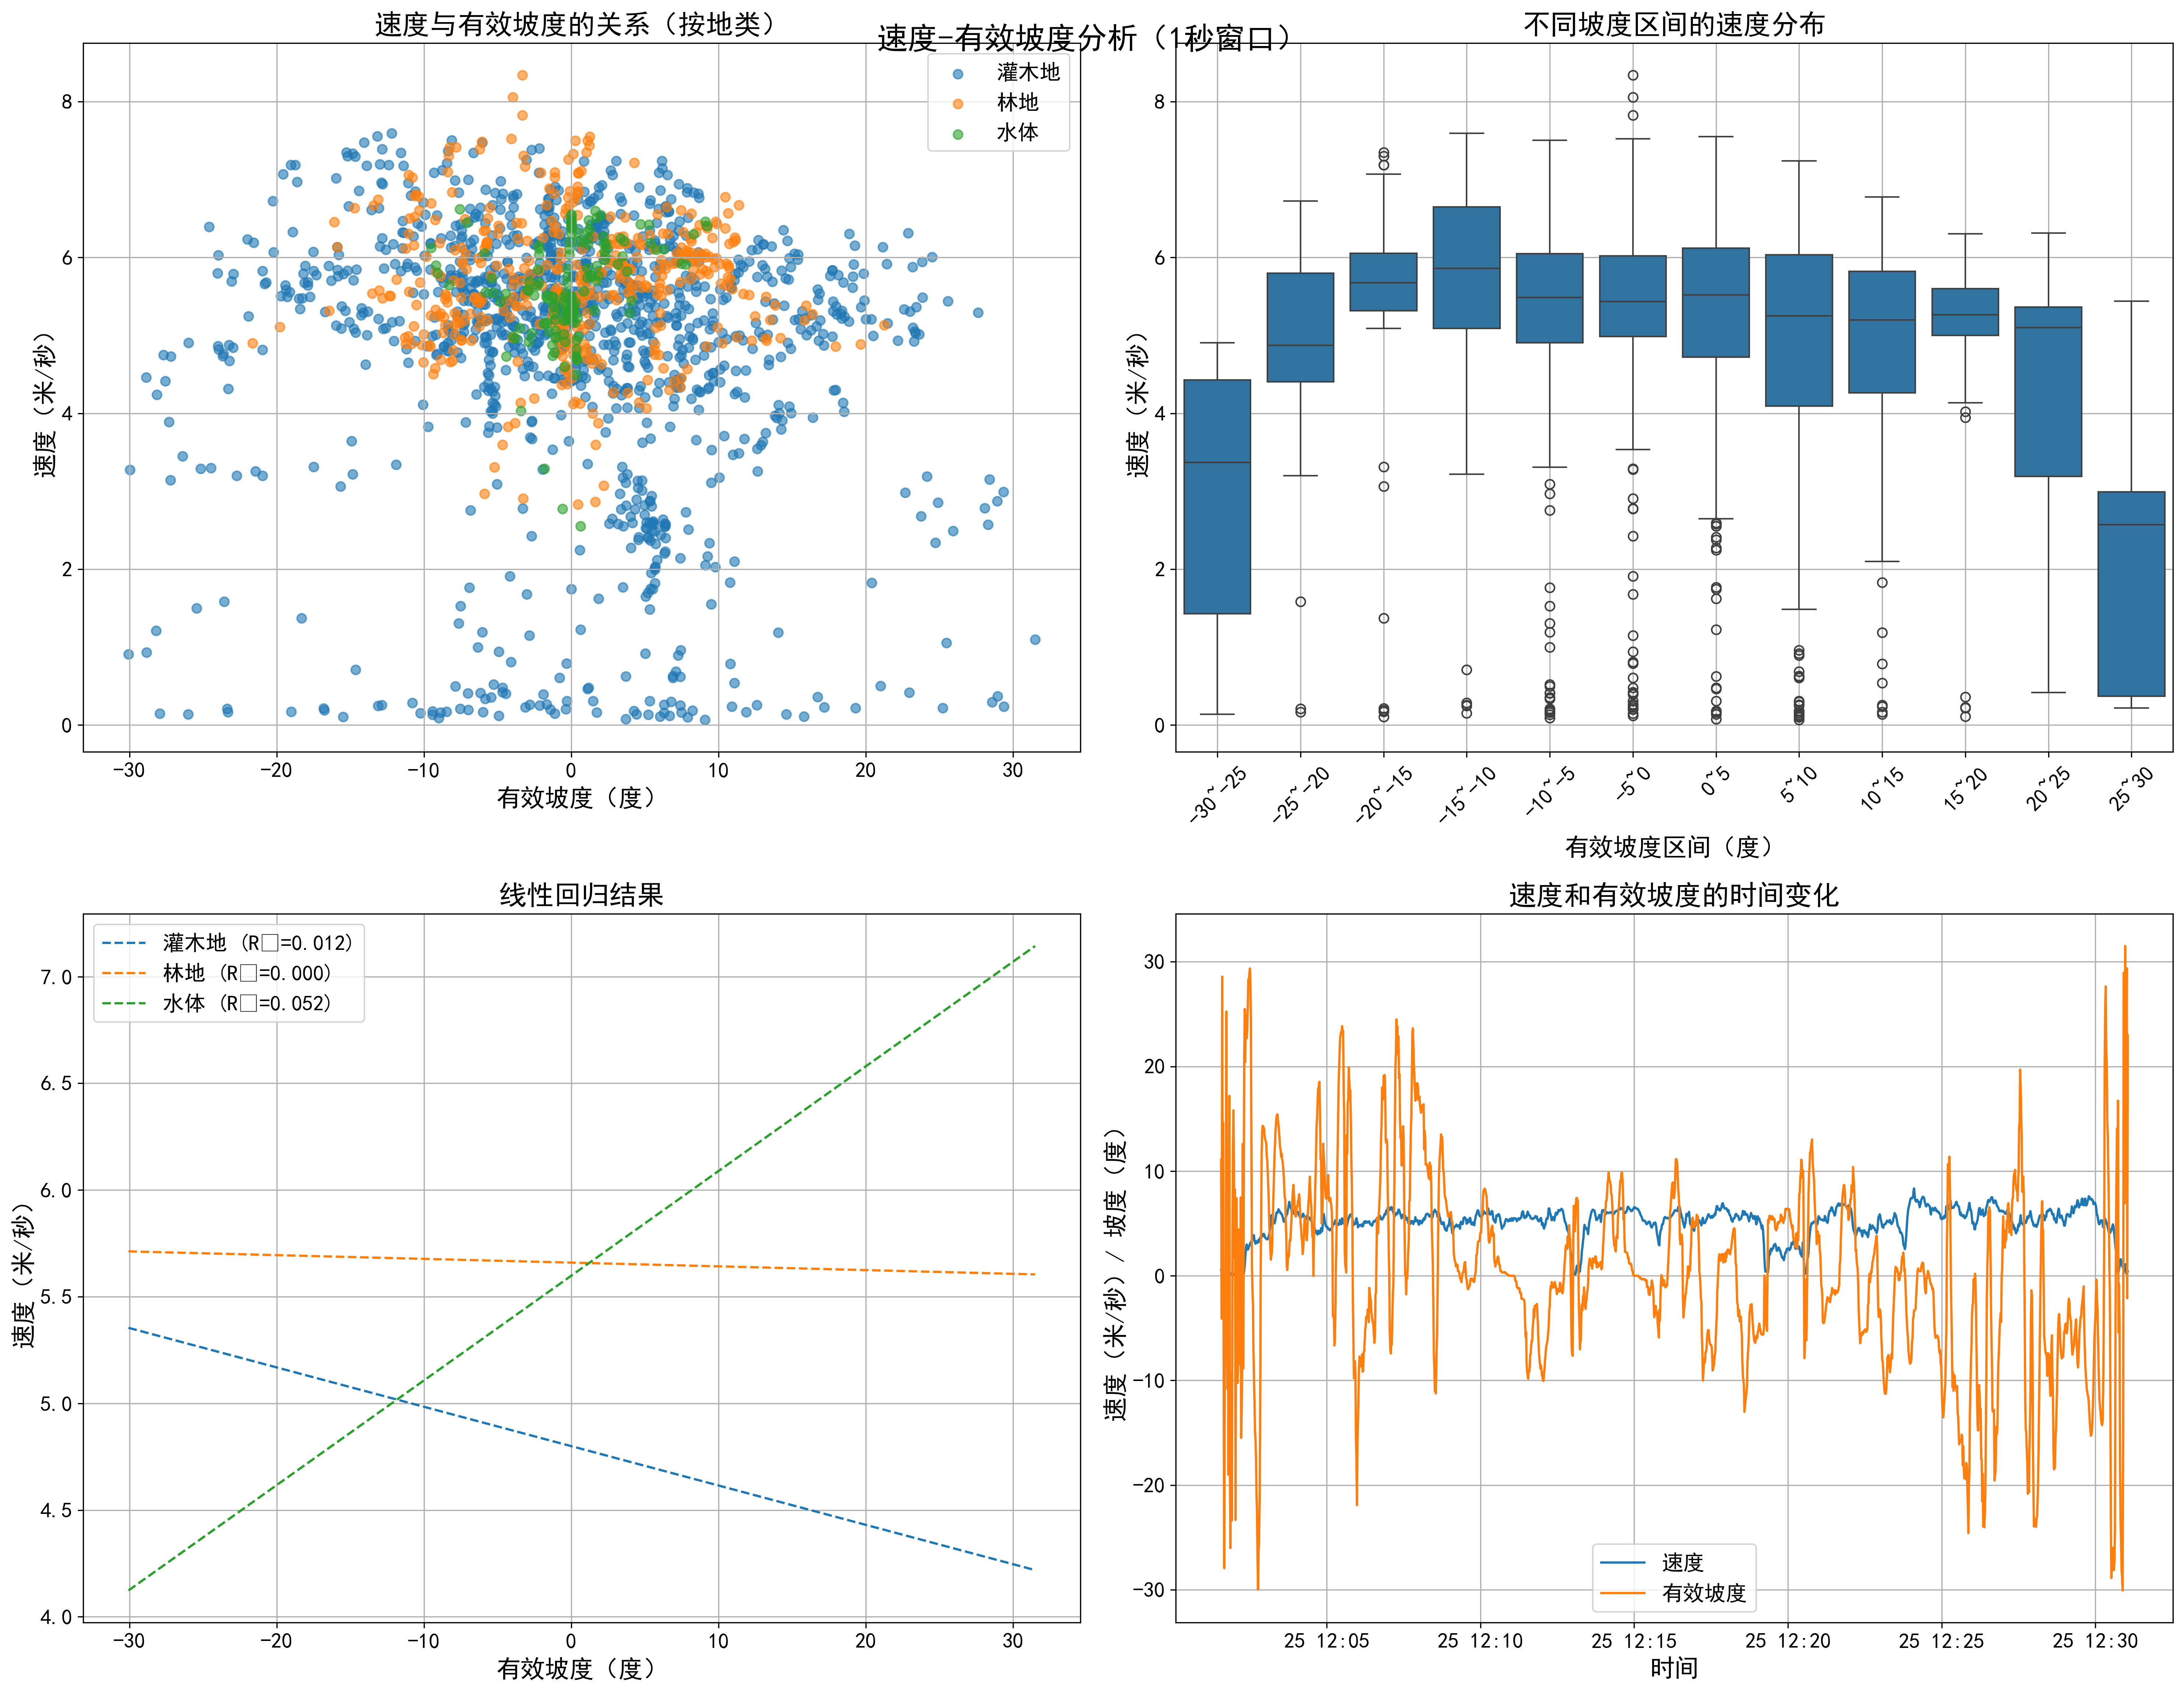 速度-有效坡度分析（1秒窗口）
速度与有效坡度的关系（按地类）
速度（米/秒）
8
6
4
2
0
灌木地
林地
水体
-30 -20 -10 0 10 20 30
有效坡度（度）
不同坡度区间的速度分布
速度（米/秒）
8
6
4
2
0
-30~-25 -25~-20 -20~-15 -15~-10 -10~-5 -5~0 0~5 5~10 10~15 15~20 20~25 25~30
有效坡度区间（度）
线性回归结果
速度（米/秒）
7.0
6.5
6.0
5.5
5.0
4.5
4.0
灌木地 (R□=0.012)
林地 (R□=0.000)
水体 (R□=0.052)
-30 -20 -10 0 10 20 30
有效坡度（度）
速度和有效坡度的时间变化
速度（米/秒）/ 坡度（度）
30
20
10
0
-10
-20
-30
速度
有效坡度
25 12:05 25 12:10 25 12:15 25 12:20 25 12:25 25 12:30
时间